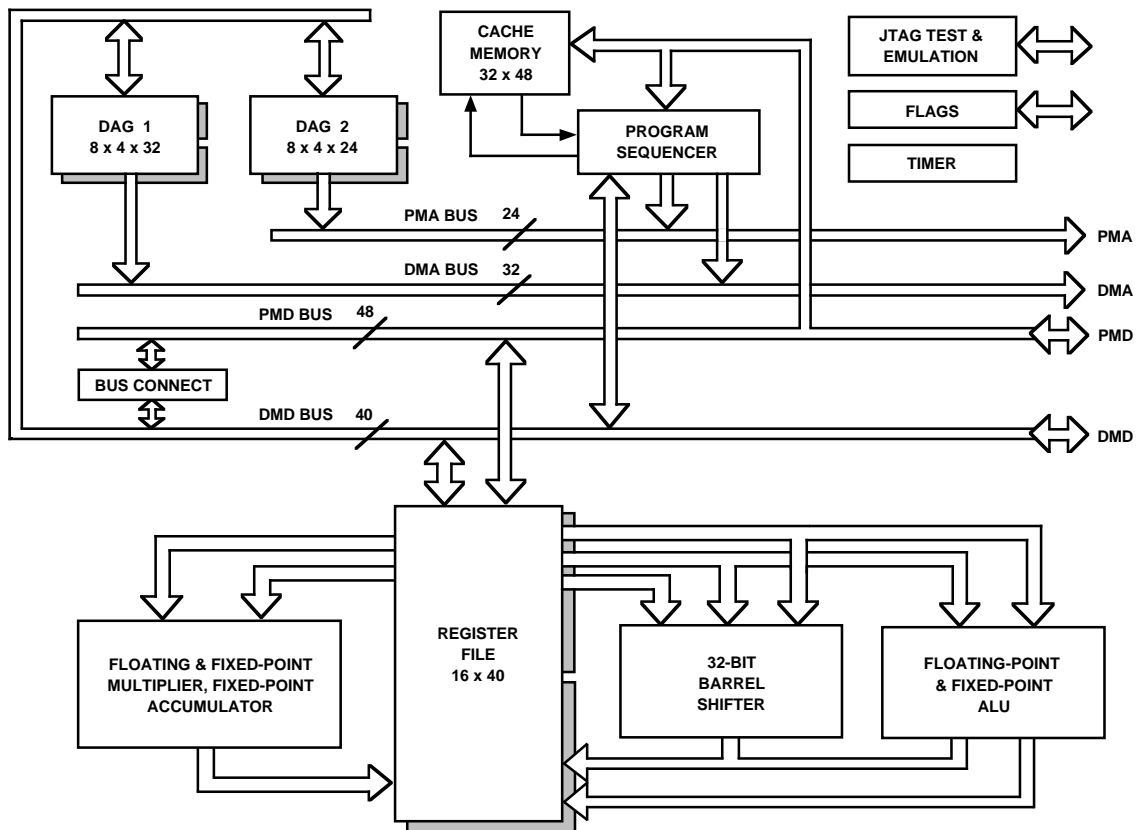 CACHE
MEMORY
32 x 48
JTAG TEST &
EMULATION
FLAGS
TIMER
DAG 1
8 x 4 x 32
DAG 2
8 x 4 x 24
PROGRAM
SEQUENCER
PMA BUS 24
PMA
DMA BUS 32
DMA
PMD BUS 48
PMD
BUS CONNECT
DMD BUS 40
DMD
FLOATING & FIXED-POINT
MULTIPLIER, FIXED-POINT
ACCUMULATOR
REGISTER
FILE
16 x 40
32-BIT
BARREL
SHIFTER
FLOATING-POINT
& FIXED-POINT
ALU